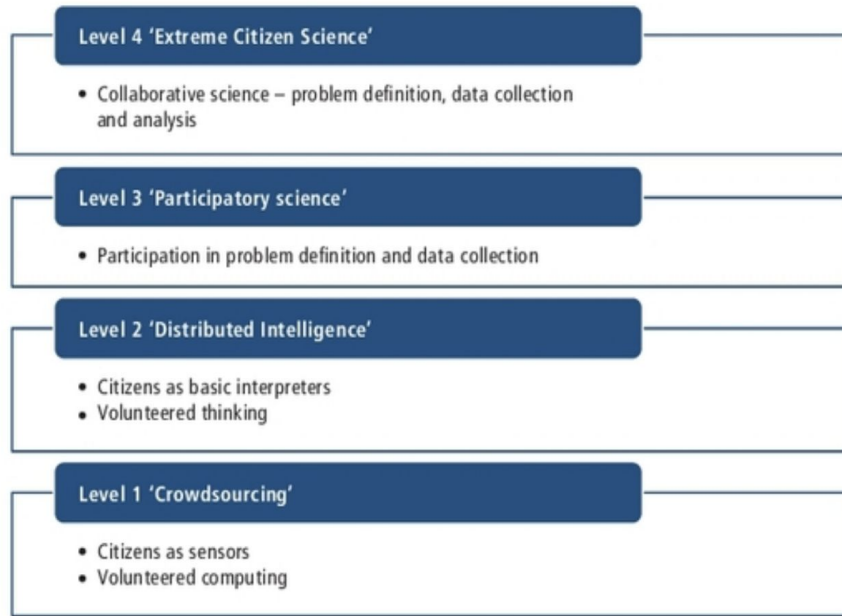 Level 4 ‘Extreme Citizen Science’
• Collaborative science – problem definition, data collection
and analysis
Level 3 ‘Participatory science’
• Participation in problem definition and data collection
Level 2 ‘Distributed Intelligence’
• Citizens as basic interpreters
• Volunteered thinking
Level 1 ‘Crowdsourcing’
• Citizens as sensors
• Volunteered computing